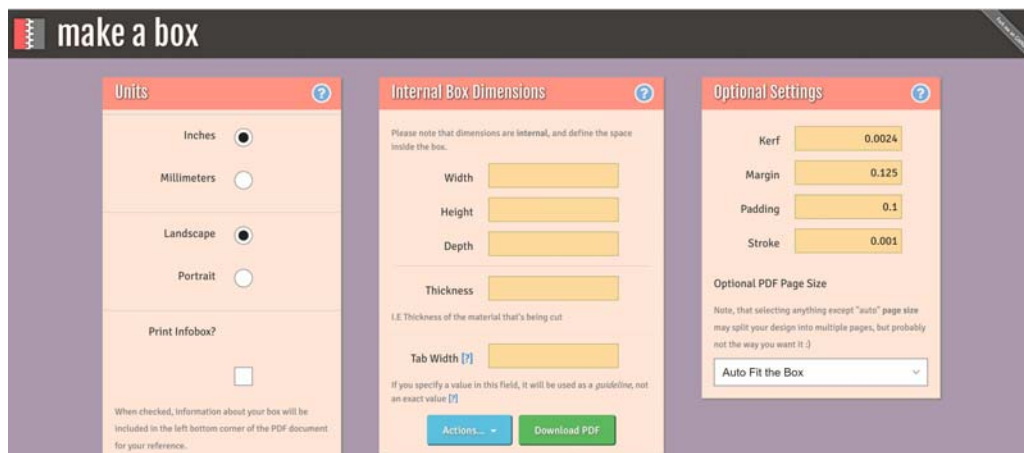 make a box
Units
?
Inches
Millimeters
Landscape
Portrait
Print Infobox?
When checked, information about your box will be
included in the left bottom corner of the PDF document
for your reference.
Internal Box Dimensions
?
Please note that dimensions are internal, and define the space
inside the box.
Width
Height
Depth
Thickness
I.E Thickness of the material that's being cut
Tab Width [?]
If you specify a value in this field, it will be used as a guideline, not
an exact value [?]
Actions...
Download PDF
Optional Settings
?
Kerf 0.0024
Margin 0.125
Padding 0.1
Stroke 0.001
Optional PDF Page Size
Note, that selecting anything except "auto" page size
may split your design into multiple pages, but probably
not the way you want it :)
Auto Fit the Box